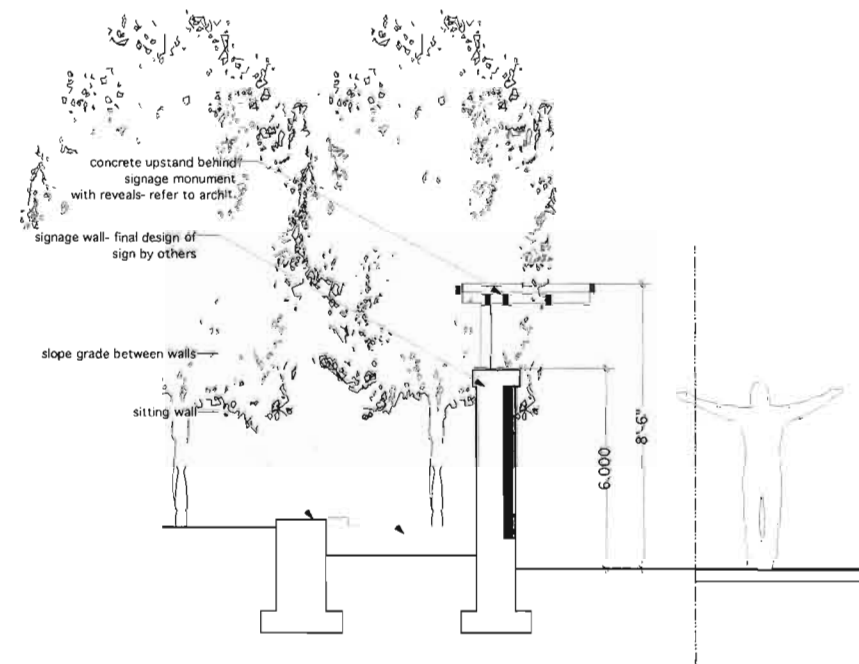 concrete upstand behind
signage monument
with reveals- refer to archit.
signage wall- final design of
sign by others
slope grade between walls
sitting wall
6.000
8'-6"